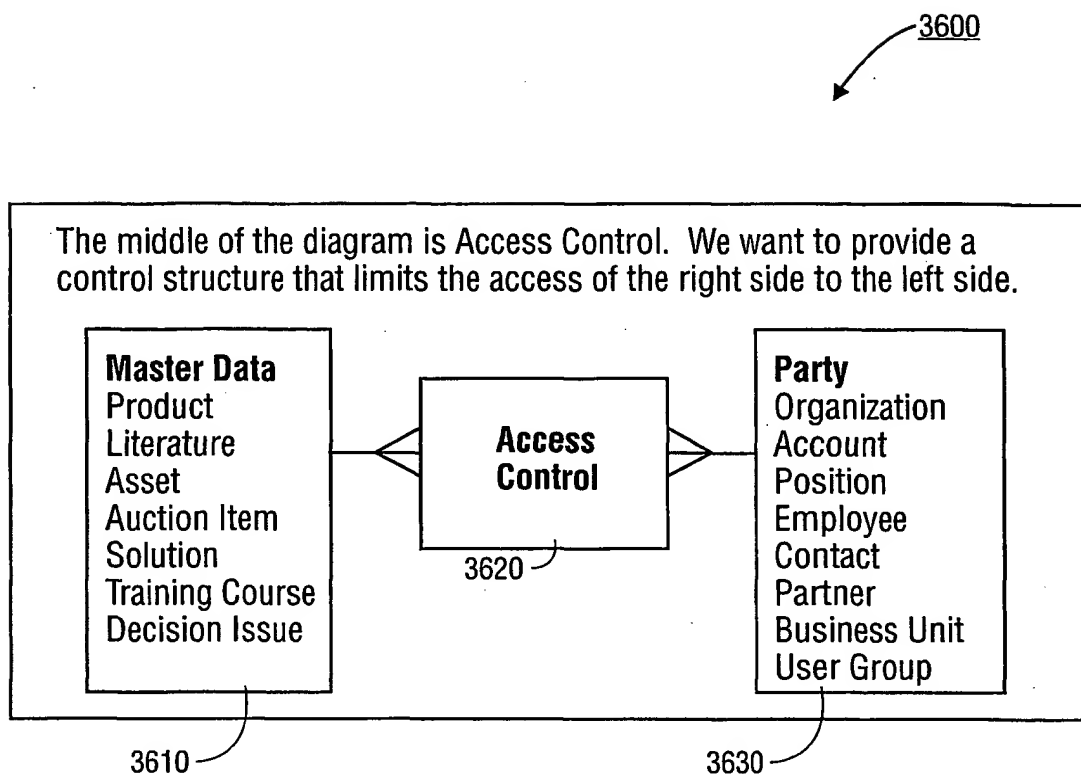 3600
The middle of the diagram is Access Control. We want to provide a
control structure that limits the access of the right side to the left side.
Master Data
Product
Literature
Asset
Auction Item
Solution
Training Course
Decision Issue
Access
Control
3620
Party
Organization
Account
Position
Employee
Contact
Partner
Business Unit
User Group
3610
3630